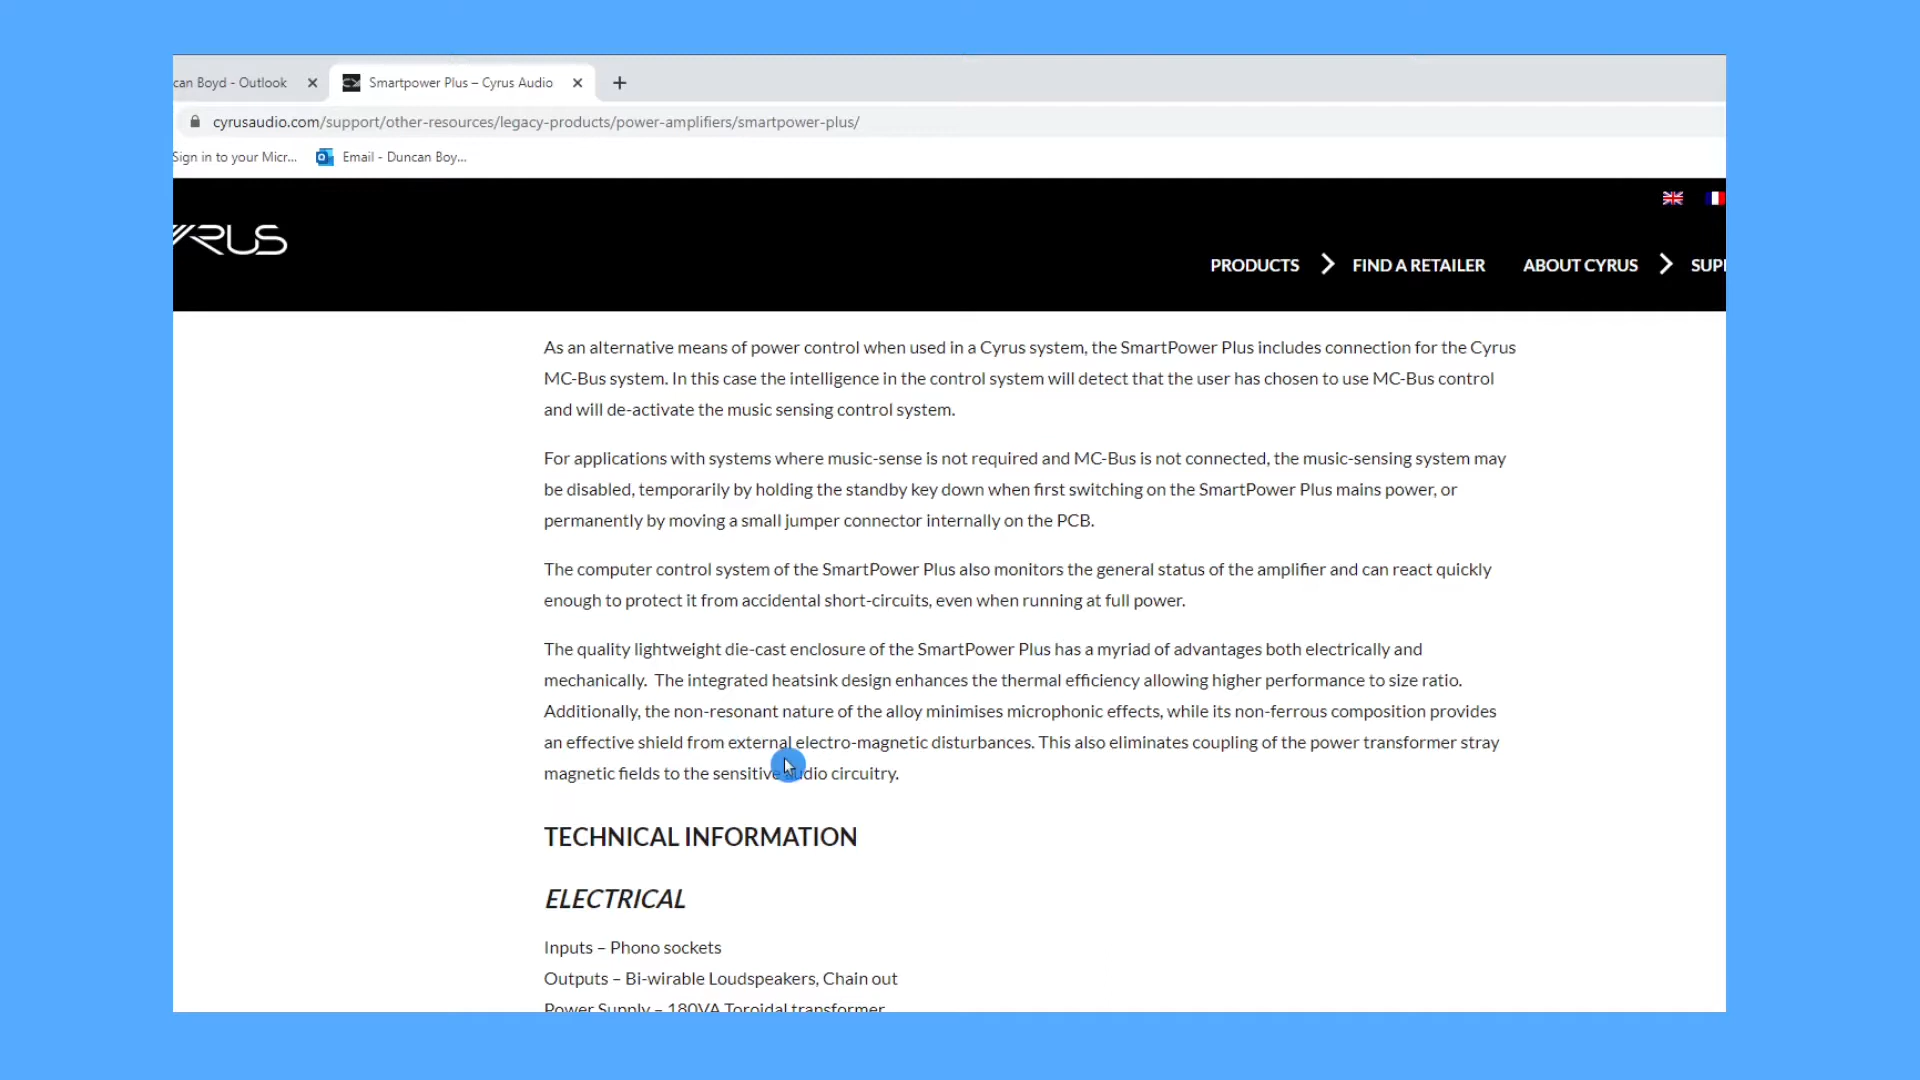 can Boyd - Outlook
Smartpower Plus – Cyrus Audio
cyrusaudio.com/support/other-resources/legacy-products/power-amplifiers/smartpower-plus/
Sign in to your Micr...
Email - Duncan Boy...
YRUS
PRODUCTS
FIND A RETAILER
ABOUT CYRUS
SUPP
As an alternative means of power control when used in a Cyrus system, the SmartPower Plus includes connection for the Cyrus
MC-Bus system. In this case the intelligence in the control system will detect that the user has chosen to use MC-Bus control
and will de-activate the music sensing control system.
For applications with systems where music-sense is not required and MC-Bus is not connected, the music-sensing system may
be disabled, temporarily by holding the standby key down when first switching on the SmartPower Plus mains power, or
permanently by moving a small jumper connector internally on the PCB.
The computer control system of the SmartPower Plus also monitors the general status of the amplifier and can react quickly
enough to protect it from accidental short-circuits, even when running at full power.
The quality lightweight die-cast enclosure of the SmartPower Plus has a myriad of advantages both electrically and
mechanically.  The integrated heatsink design enhances the thermal efficiency allowing higher performance to size ratio.
Additionally, the non-resonant nature of the alloy minimises microphonic effects, while its non-ferrous composition provides
an effective shield from external electro-magnetic disturbances. This also eliminates coupling of the power transformer stray
magnetic fields to the sensitive audio circuitry.
TECHNICAL INFORMATION
ELECTRICAL
Inputs – Phono sockets
Outputs – Bi-wirable Loudspeakers, Chain out
Power Supply – 180VA Toroidal transformer